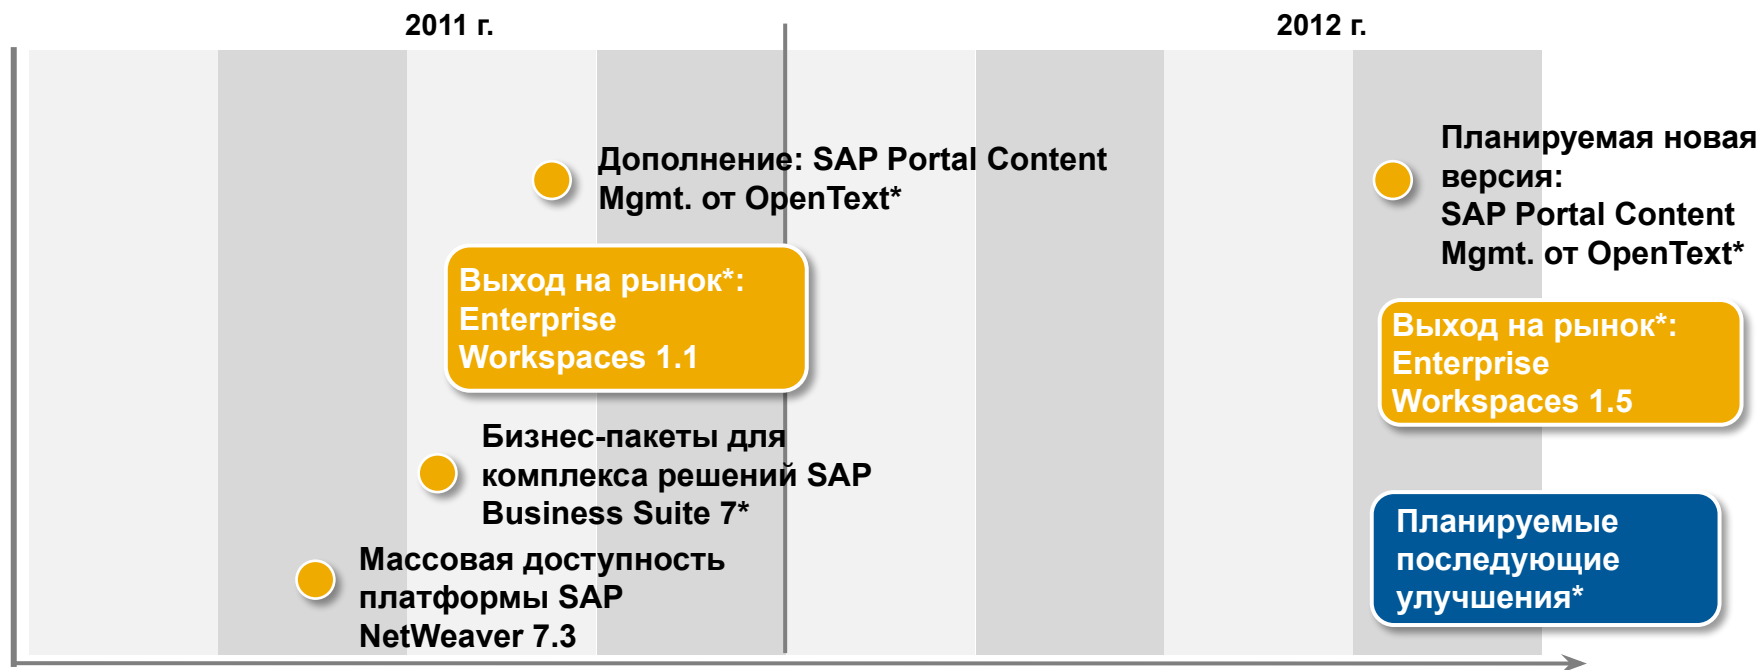 2011 г.
2012 г.
Дополнение: SAP Portal Content
Mgmt. от OpenText*
Планируемая новая
версия:
SAP Portal Content
Mgmt. от OpenText*
Выход на рынок*:
Enterprise
Workspaces 1.1
Выход на рынок*:
Enterprise
Workspaces 1.5
Бизнес-пакеты для
комплекса решений SAP
Business Suite 7*
Планируемые
последующие
улучшения*
Массовая доступность
платформы SAP
NetWeaver 7.3